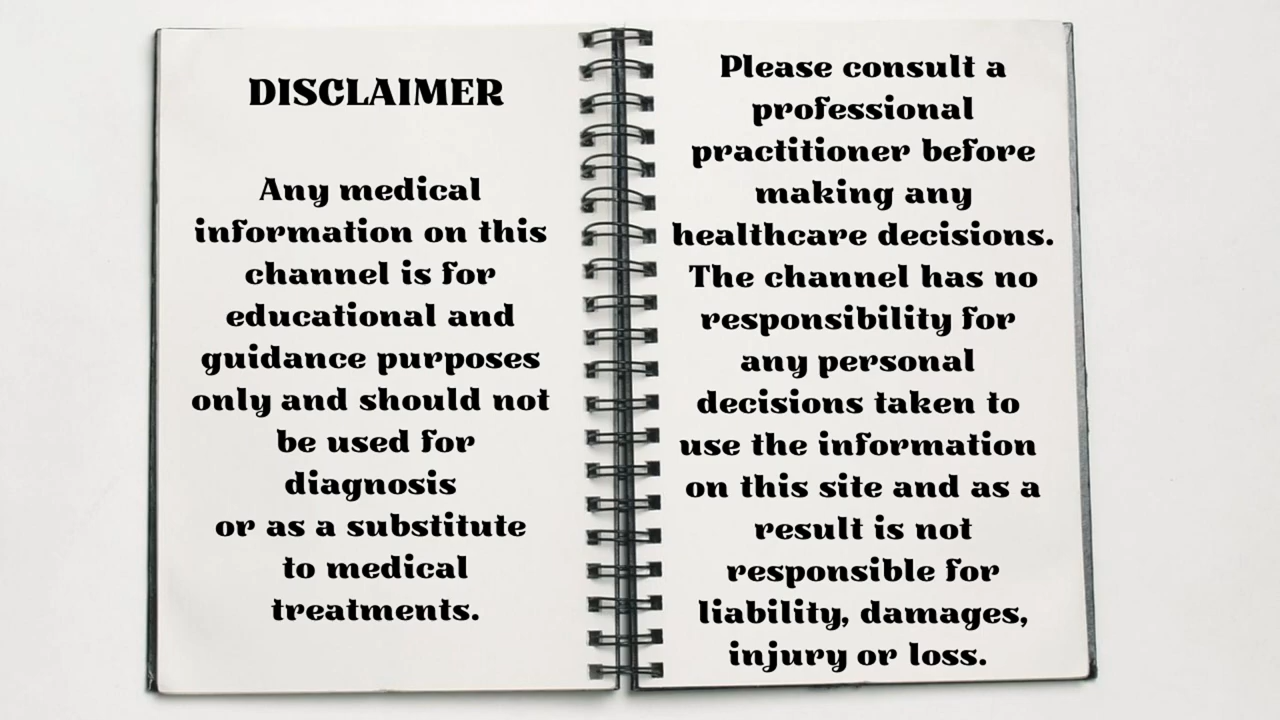 DISCLAIMER
Any medical
information on this
channel is for
educational and
guidance purposes
only and should not
be used for
diagnosis
or as a substitute
to medical
treatments.
Please consult a
professional
practitioner before
making any
healthcare decisions.
The channel has no
responsibility for
any personal
decisions taken to
use the information
on this site and as a
result is not
responsible for
liability, damages,
injury or loss.